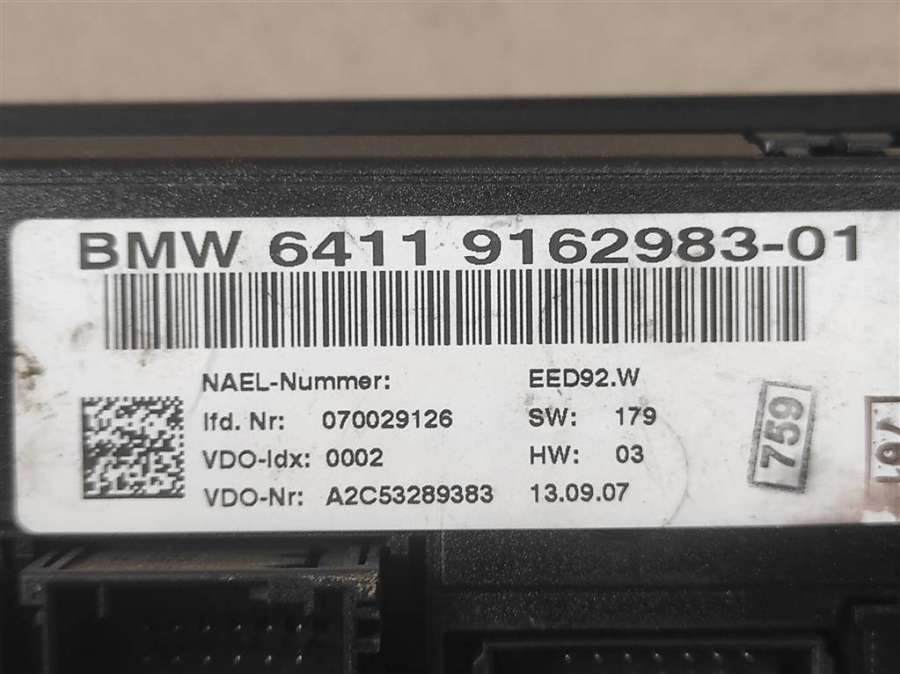 BMW 6411 9162983-01
NAEL-Nummer: EED92.W
lfd. Nr: 070029126 SW: 179
VDO-Idx: 0002 HW: 03
VDO-Nr: A2C53289383 13.09.07
759